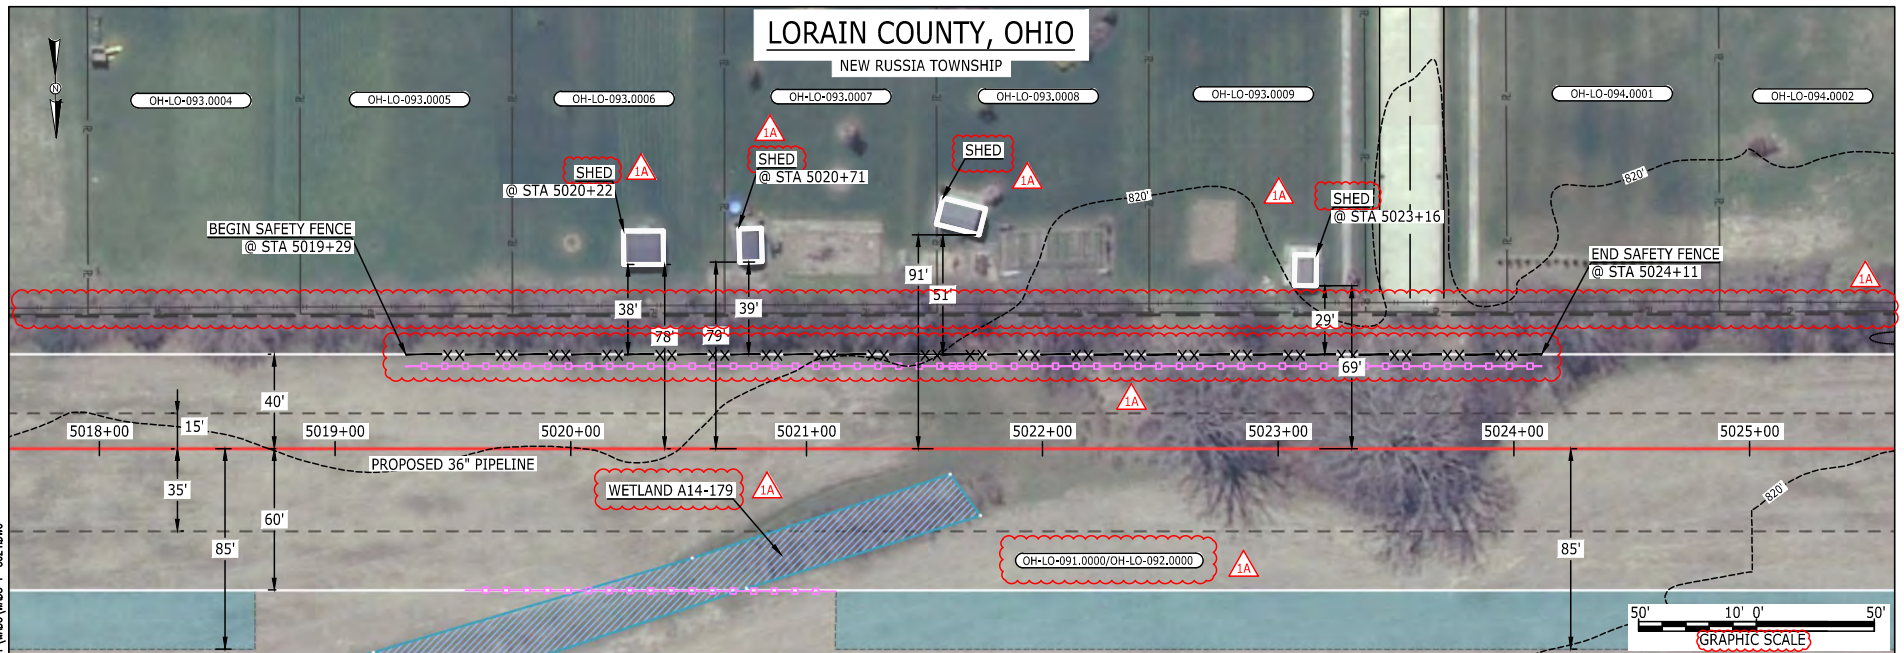 LORAIN COUNTY, OHIO
NEW RUSSIA TOWNSHIP
N
OH-LO-093.0004
OH-LO-093.0005
OH-LO-093.0006
OH-LO-093.0007
OH-LO-093.0008
OH-LO-093.0009
OH-LO-094.0001
OH-LO-094.0002
1A
SHED
@ STA 5020+22
1A
SHED
@ STA 5020+71
SHED
1A
820'
1A
SHED
@ STA 5023+16
820'
BEGIN SAFETY FENCE
@ STA 5019+29
END SAFETY FENCE
@ STA 5024+11
1A
38'
78'
79'
39'
91'
51'
29'
69'
1A
40'
15'
5018+00
5019+00
5020+00
5021+00
5022+00
5023+00
5024+00
5025+00
PROPOSED 36" PIPELINE
35'
60'
85'
WETLAND A14-179
1A
820'
OH-LO-091.0000/OH-LO-092.0000
1A
85'
50'
10'
0'
50'
GRAPHIC SCALE